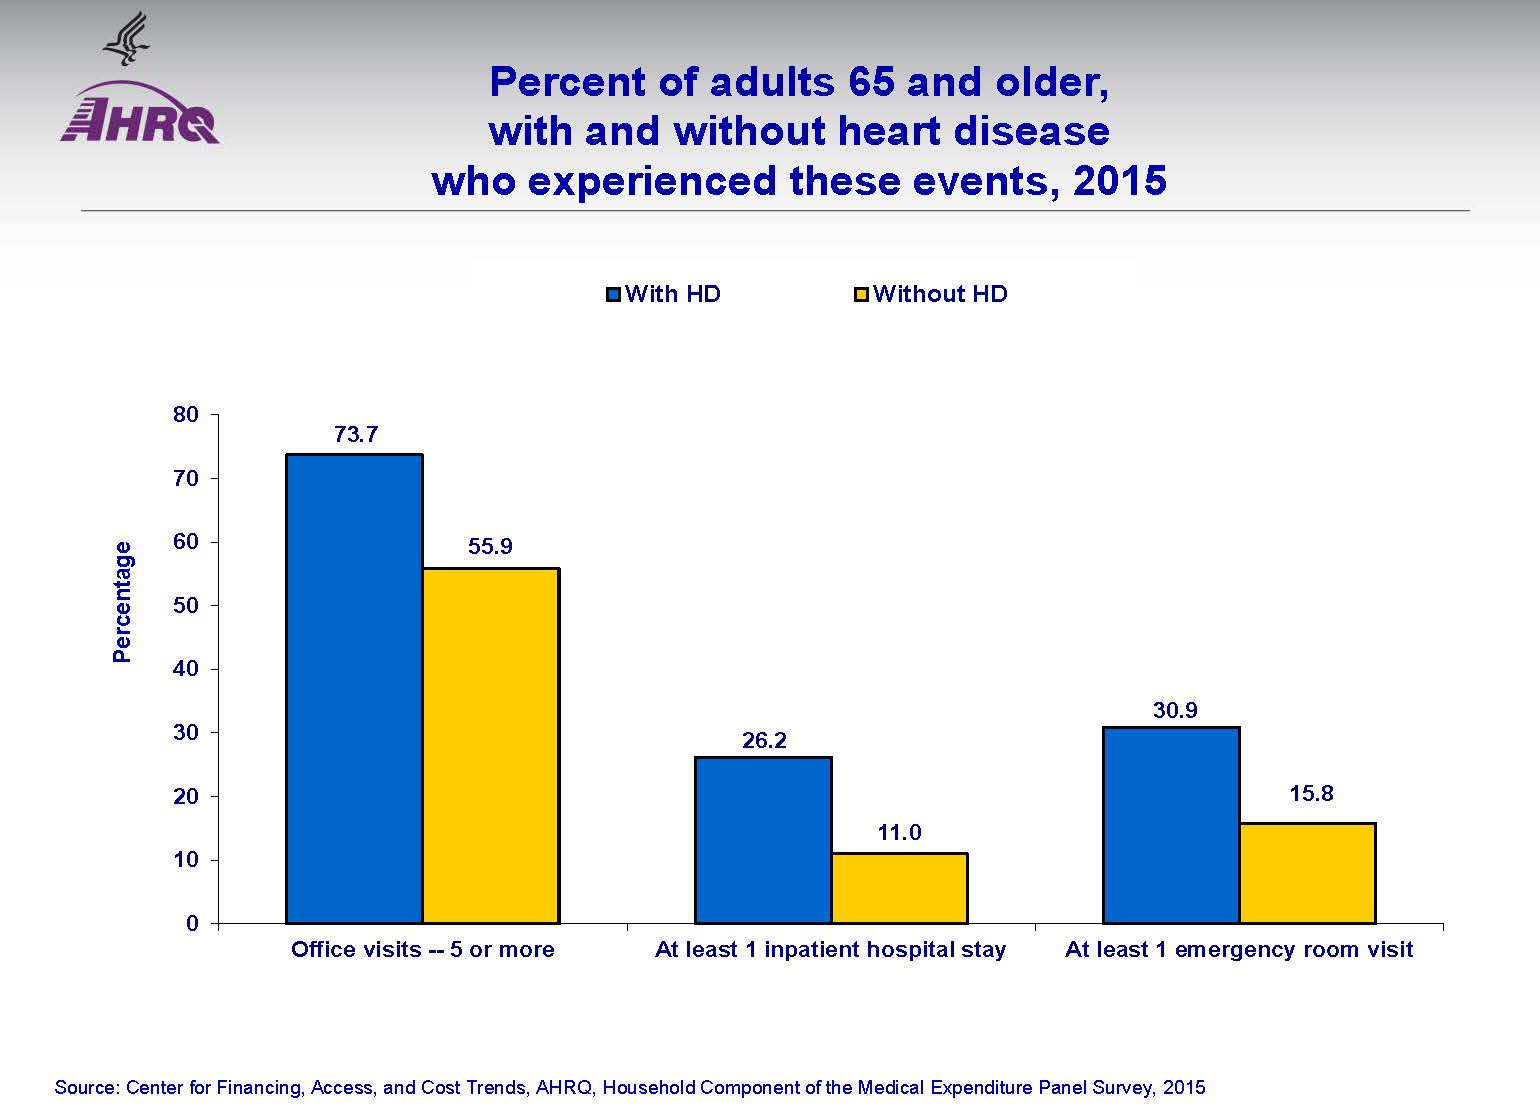 AHRQ
Percent of adults 65 and older,
with and without heart disease
who experienced these events, 2015
With HD
Without HD
80
70
60
50
40
30
20
10
0
Percentage
73.7
55.9
26.2
11.0
30.9
15.8
Office visits -- 5 or more
At least 1 inpatient hospital stay
At least 1 emergency room visit
Source: Center for Financing, Access, and Cost Trends, AHRQ, Household Component of the Medical Expenditure Panel Survey, 2015